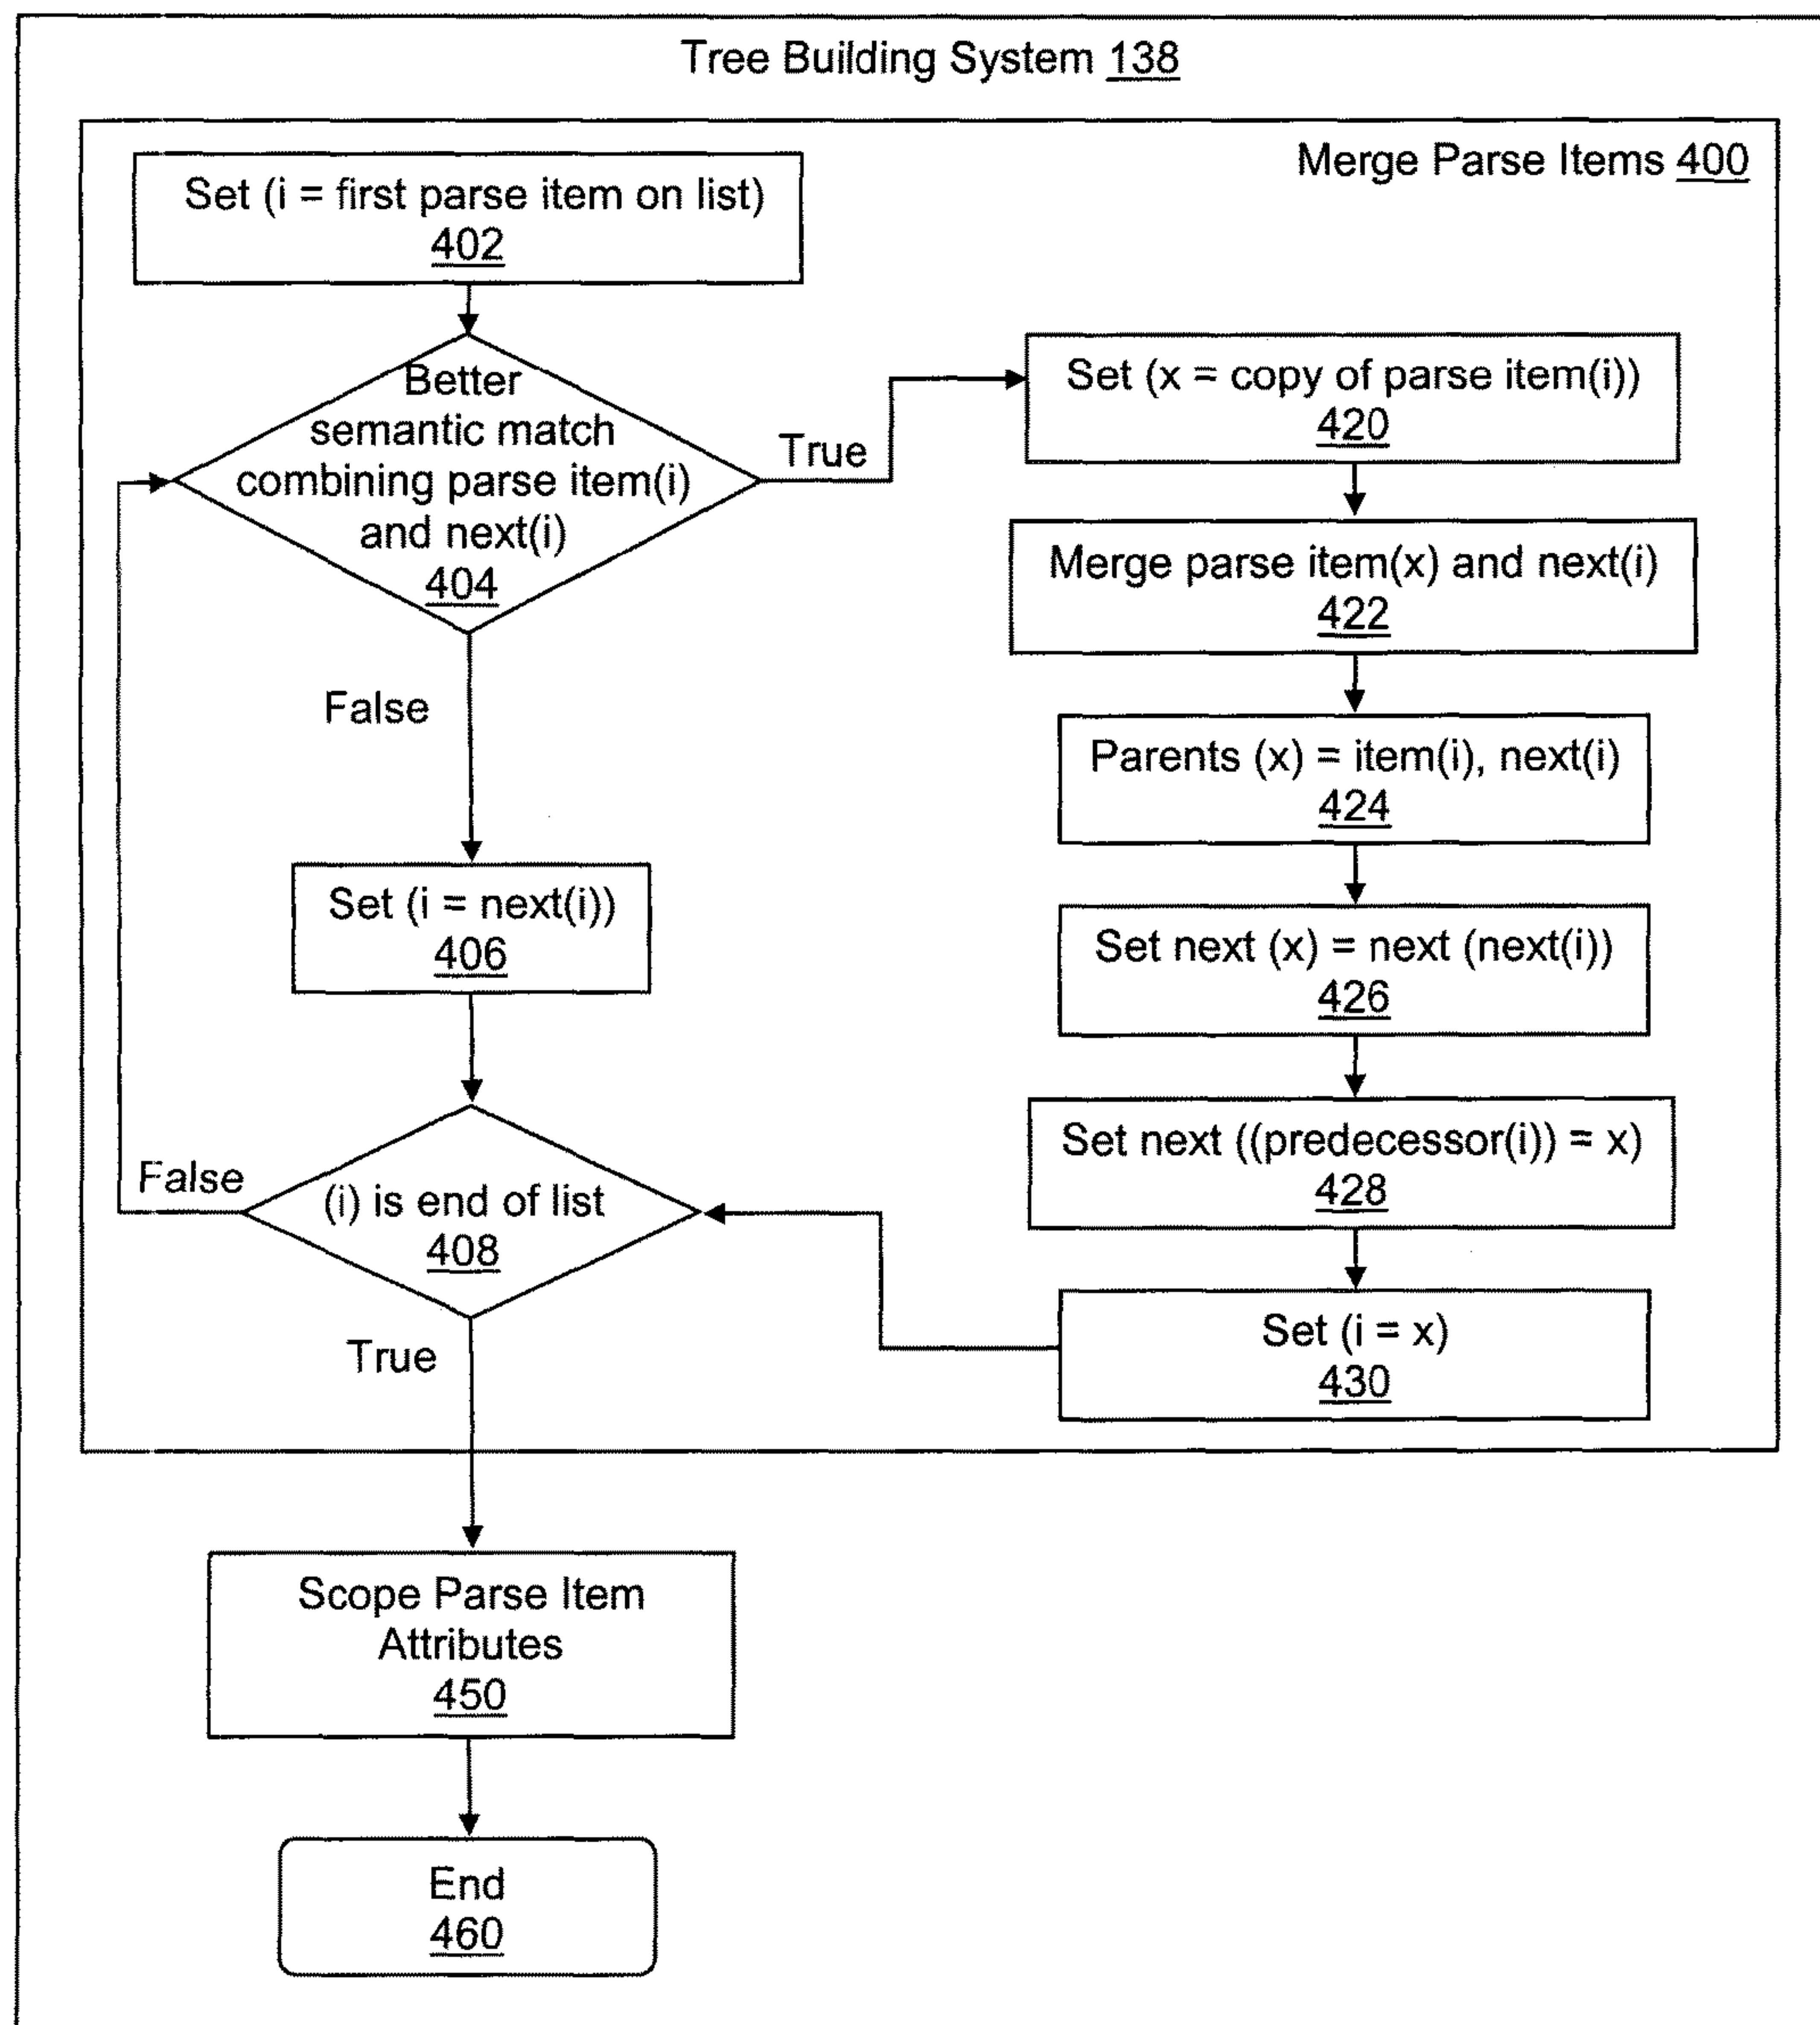 Tree Building System 138
Merge Parse Items 400
Set (i = first parse item on list)
402
Better
semantic match
combining parse item(i)
and next(i)
404
True
False
Set (i = next(i))
406
False
(i) is end of list
408
True
Set (x = copy of parse item(i))
420
Merge parse item(x) and next(i)
422
Parents (x) = item(i), next(i)
424
Set next (x) = next (next(i))
426
Set next ((predecessor(i)) = x)
428
Set (i = x)
430
Scope Parse Item
Attributes
450
End
460